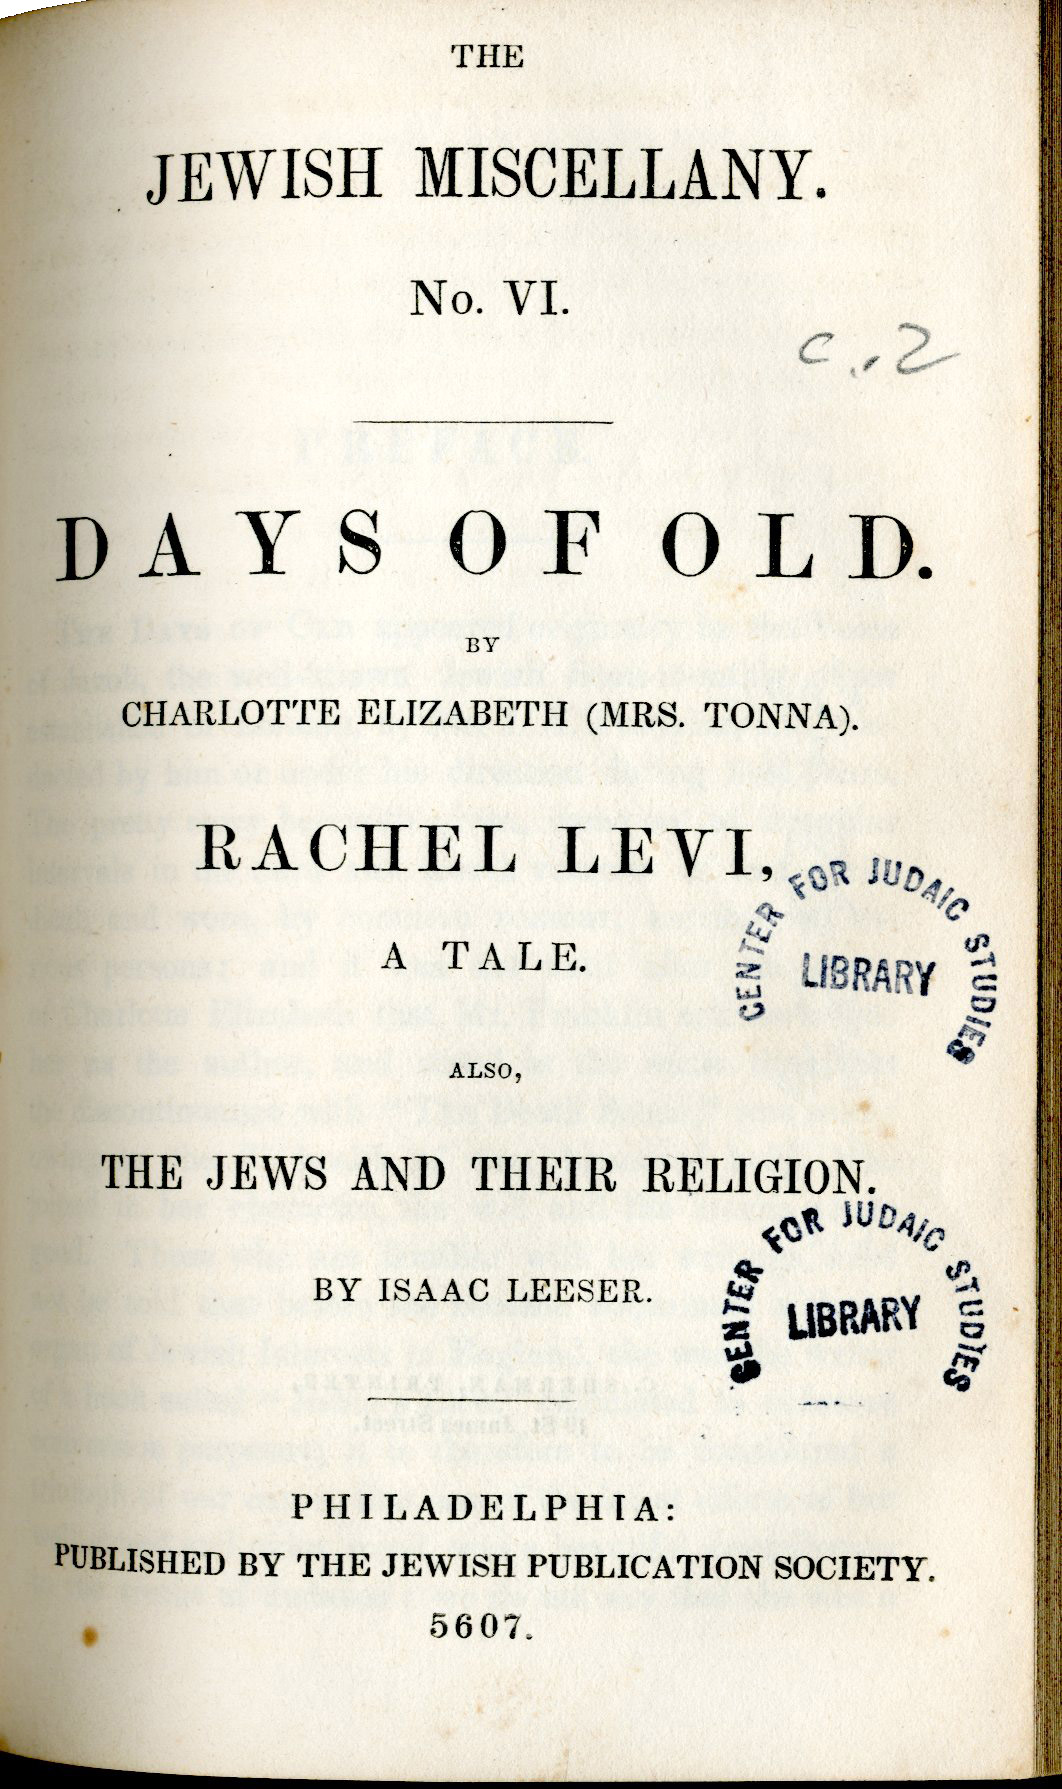 THE
JEWISH MISCELLANY.
No. VI.
c.2
DAYS OF OLD.
BY
CHARLOTTE ELIZABETH (MRS. TONNA).
RACHEL LEVI,
A TALE.
CENTER FOR JUDAIC STUDIES
LIBRARY
ALSO,
THE JEWS AND THEIR RELIGION.
BY ISAAC LEESER.
CENTER FOR JUDAIC STUDIES
LIBRARY
PHILADELPHIA:
PUBLISHED BY THE JEWISH PUBLICATION SOCIETY.
5607.